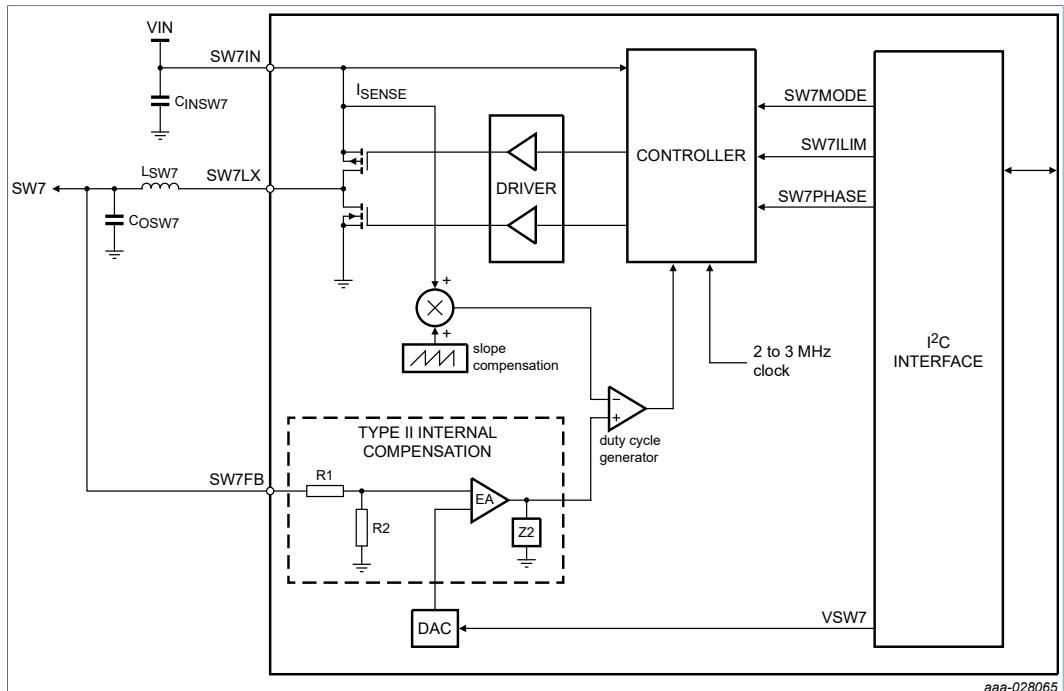 VIN
SW7IN
CINSW7
ISENSE
SW7MODE
SW7ILIM
SW7PHASE
CONTROLLER
DRIVER
LSW7
SW7LX
SW7
COSW7
+
+
slope
compensation
2 to 3 MHz
clock
I2C
INTERFACE
−
+
duty cycle
generator
TYPE II INTERNAL
COMPENSATION
SW7FB
R1
R2
EA
Z2
DAC
VSW7
aaa-028065